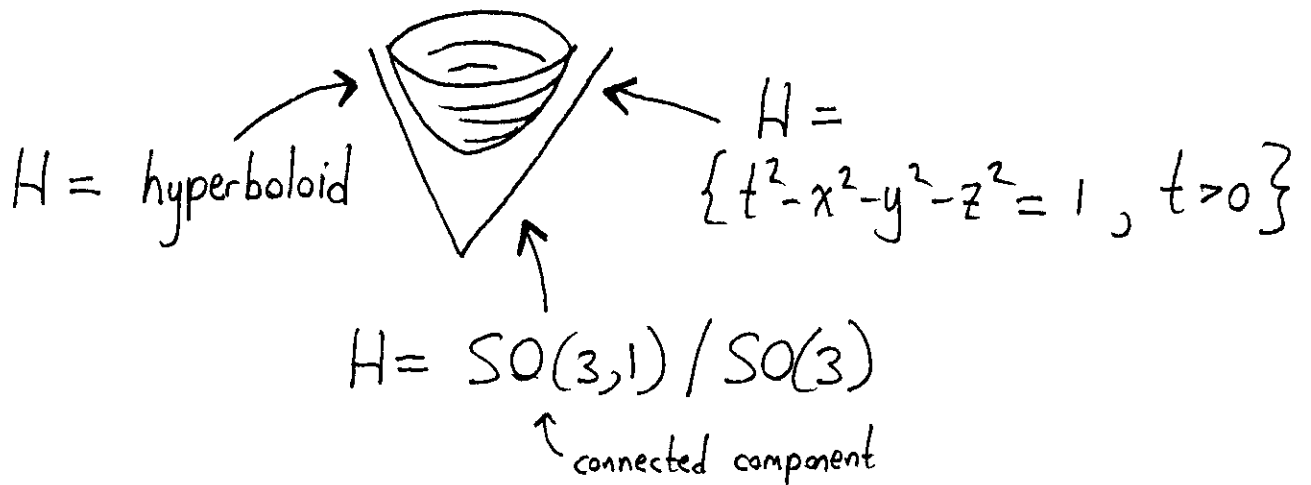 H = hyperboloid
H =
{t²-x²-y²-z² = 1, t>0}
H = SO(3,1) / SO(3)
connected component